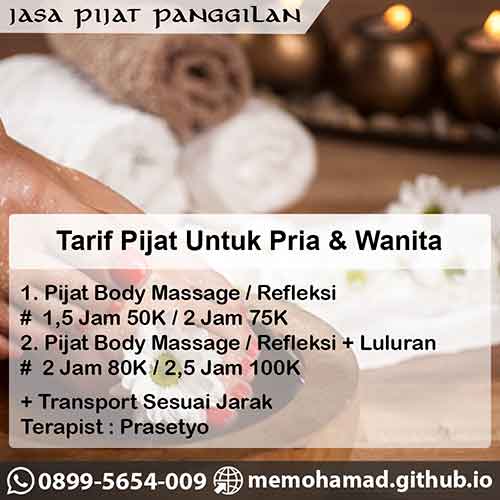 JASA PIJAT PANGGILAN
Tarif Pijat Untuk Pria & Wanita
1. Pijat Body Massage / Refleksi
# 1,5 Jam 50K / 2 Jam 75K
2. Pijat Body Massage / Refleksi + Luluran
# 2 Jam 80K / 2,5 Jam 100K
+ Transport Sesuai Jarak
Terapist : Prasetyo
0899-5654-009 memohamad.github.io